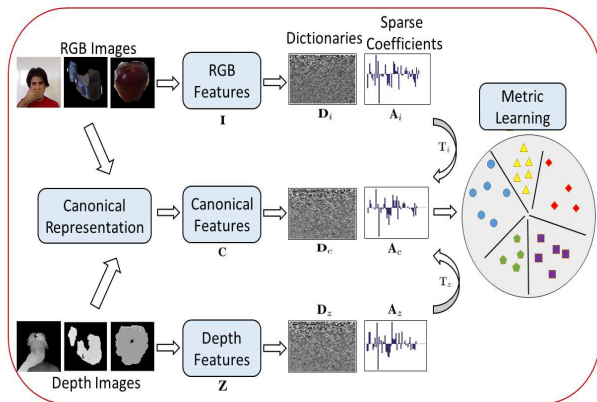 RGB Images
RGB
Features
I
Dictionaries
Sparse
Coefficients
D_i
A_i
T_i
Metric
Learning
Canonical
Representation
Canonical
Features
C
D_c
A_c
T_z
D_z
A_z
Depth
Features
Z
Depth Images